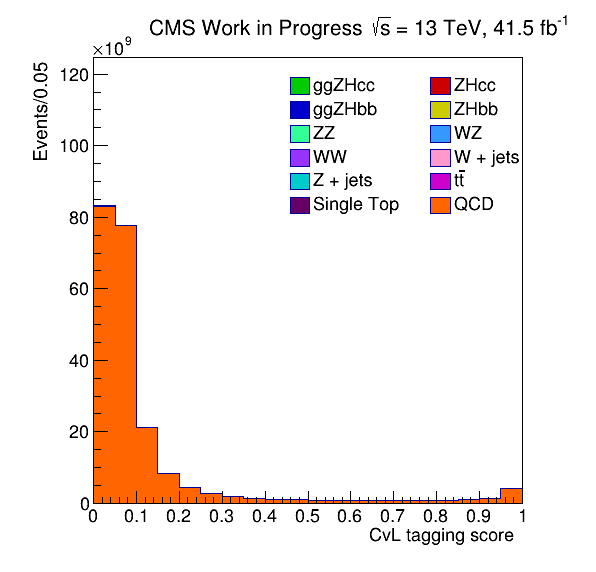 CMS Work in Progress √s = 13 TeV, 41.5 fb⁻¹
×10⁹
Events/0.05
120
100
80
60
40
20
0
ggZHcc ZHcc
ggZHbb ZHbb
ZZ WZ
WW W + jets
Z + jets tt̄
Single Top QCD
0 0.1 0.2 0.3 0.4 0.5 0.6 0.7 0.8 0.9 1
CvL tagging score